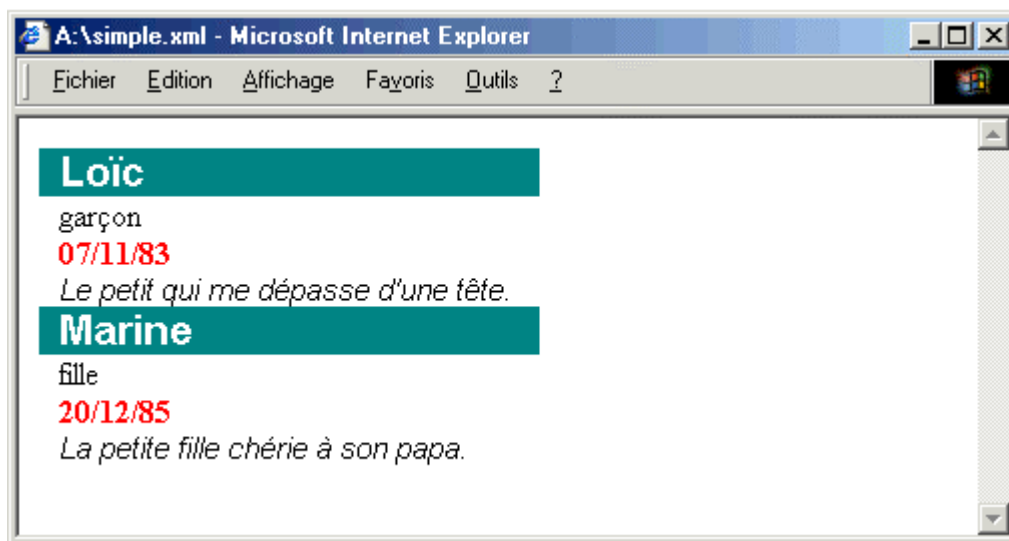 A:\simple.xml - Microsoft Internet Explorer
Fichier Edition Affichage Favoris Outils ?
Loïc
garçon
07/11/83
Le petit qui me dépasse d'une tête.
Marine
fille
20/12/85
La petite fille chérie à son papa.